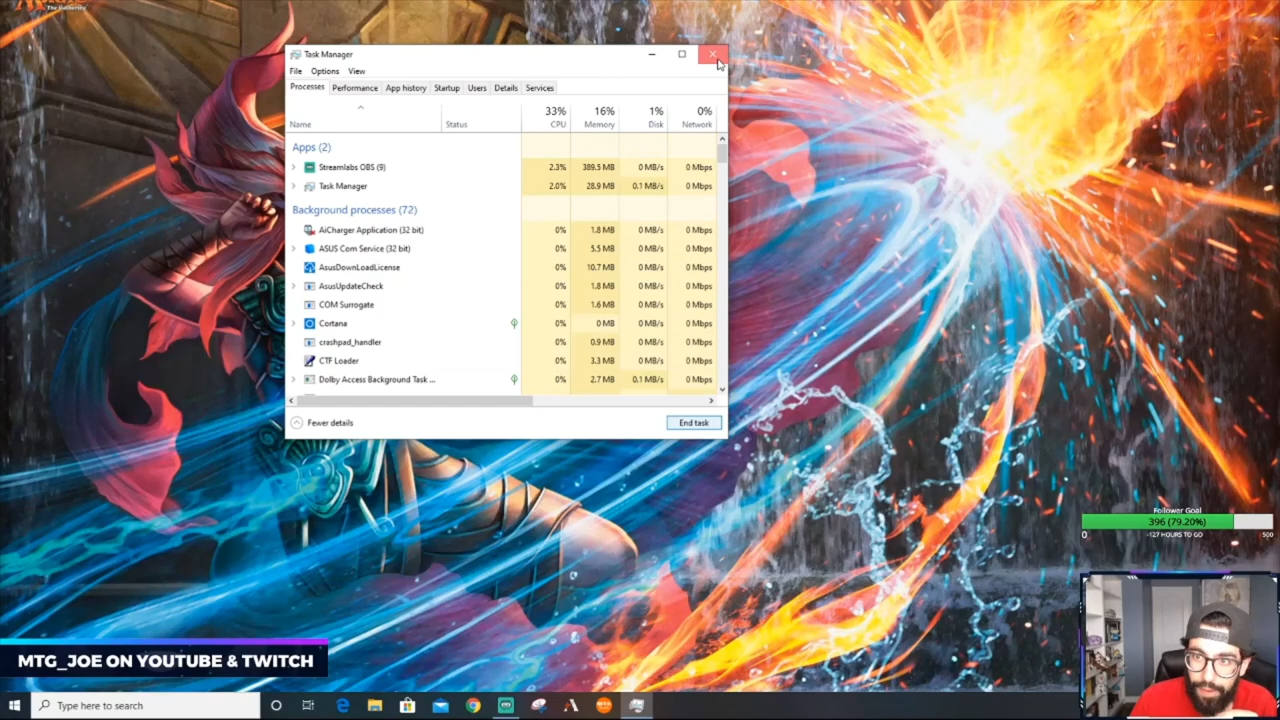 MAGIC
The Gathering
Task Manager
File Options View
Processes Performance App history Startup Users Details Services
33% 16% 1% 0%
Name Status CPU Memory Disk Network
Apps (2)
Streamlabs OBS (9) 2.3% 389.5 MB 0 MB/s 0 Mbps
Task Manager 2.0% 28.9 MB 0.1 MB/s 0 Mbps
Background processes (72)
AiCharger Application (32 bit) 0% 1.8 MB 0 MB/s 0 Mbps
ASUS Com Service (32 bit) 0% 5.5 MB 0 MB/s 0 Mbps
AsusDownLoadLicense 0% 10.7 MB 0 MB/s 0 Mbps
AsusUpdateCheck 0% 1.8 MB 0 MB/s 0 Mbps
COM Surrogate 0% 1.6 MB 0 MB/s 0 Mbps
Cortana 0% 0 MB 0 MB/s 0 Mbps
crashpad_handler 0% 0.9 MB 0 MB/s 0 Mbps
CTF Loader 0% 3.3 MB 0 MB/s 0 Mbps
Dolby Access Background Task ... 0% 2.7 MB 0.1 MB/s 0 Mbps
Fewer details End task
Follower Goal
396 (79.20%)
0 -127 HOURS TO GO 500
MTG_JOE ON YOUTUBE & TWITCH
Type here to search